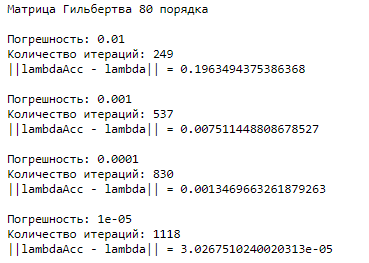 Матрица Гильбертва 80 порядка
Погрешность: 0.01
Количество итераций: 249
||lambdaAcc - lambda|| = 0.1963494375386368
Погрешность: 0.001
Количество итераций: 537
||lambdaAcc - lambda|| = 0.007511448808678527
Погрешность: 0.0001
Количество итераций: 830
||lambdaAcc - lambda|| = 0.0013469663261879263
Погрешность: 1e-05
Количество итераций: 1118
||lambdaAcc - lambda|| = 3.0267510240020313e-05